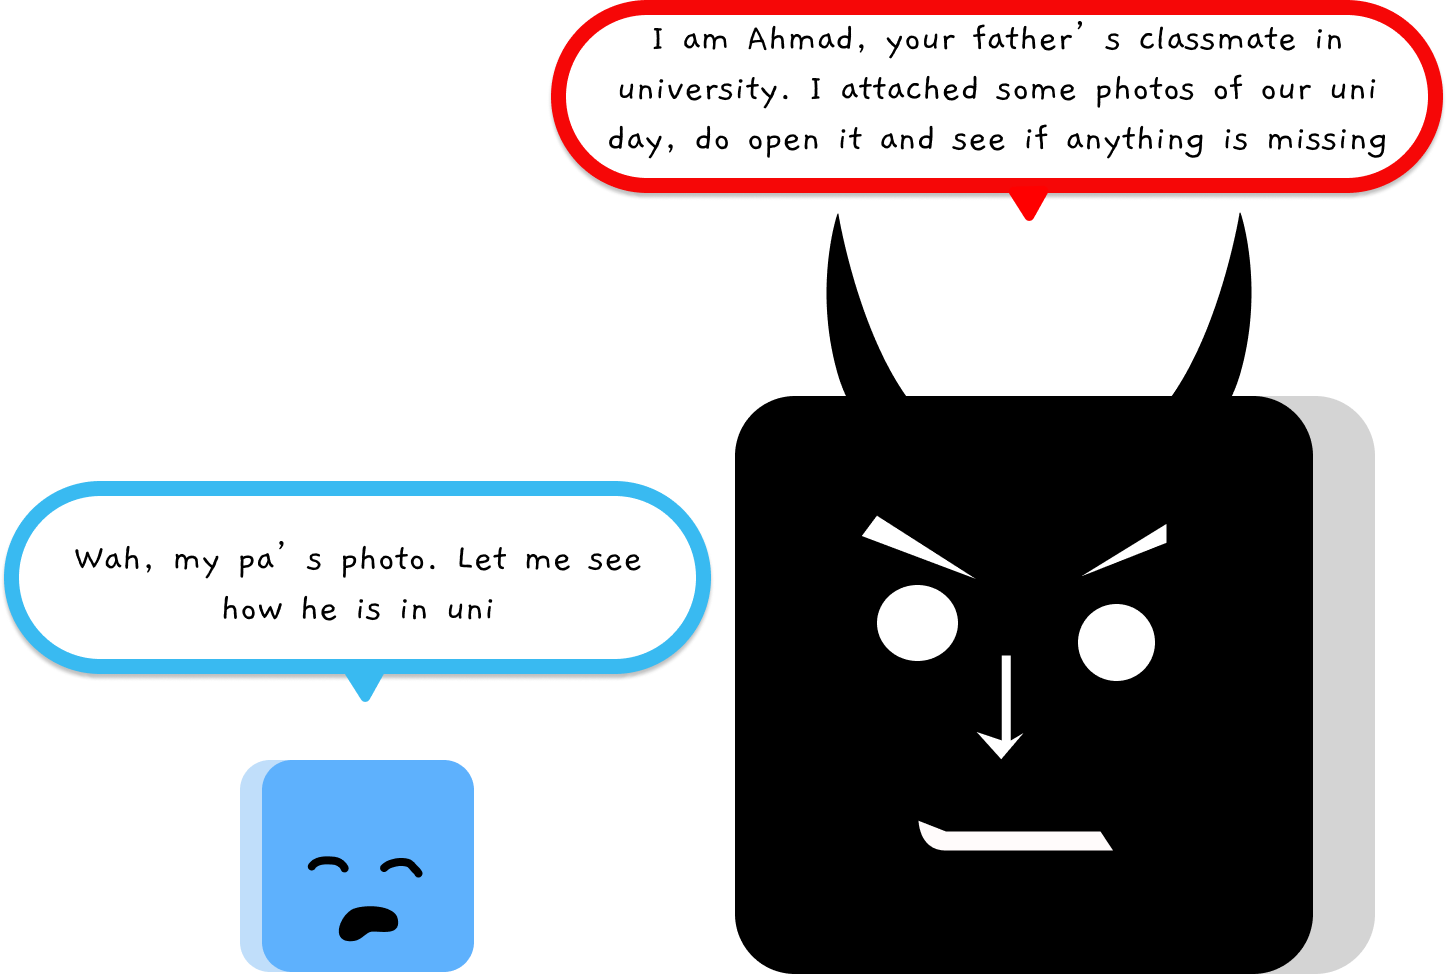 I am Ahmad, your father’s classmate in
university. I attached some photos of our uni
day, do open it and see if anything is missing
Wah, my pa’s photo. Let me see
how he is in uni